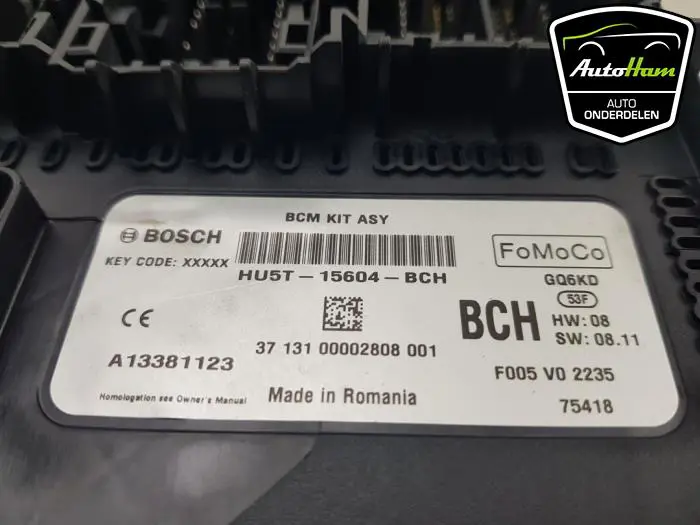 AutoHam
AUTO
ONDERDELEN
BCM KIT ASY
BOSCH
KEY CODE: XXXXX
HU5T-15604-BCH
FoMoCo
GQ6KD
53F
HW: 08
SW: 08.11
BCH
CE
A13381123
37 131 00002808 001
F005 V0 2235
Homologation see Owner's Manual
Made in Romania
75418